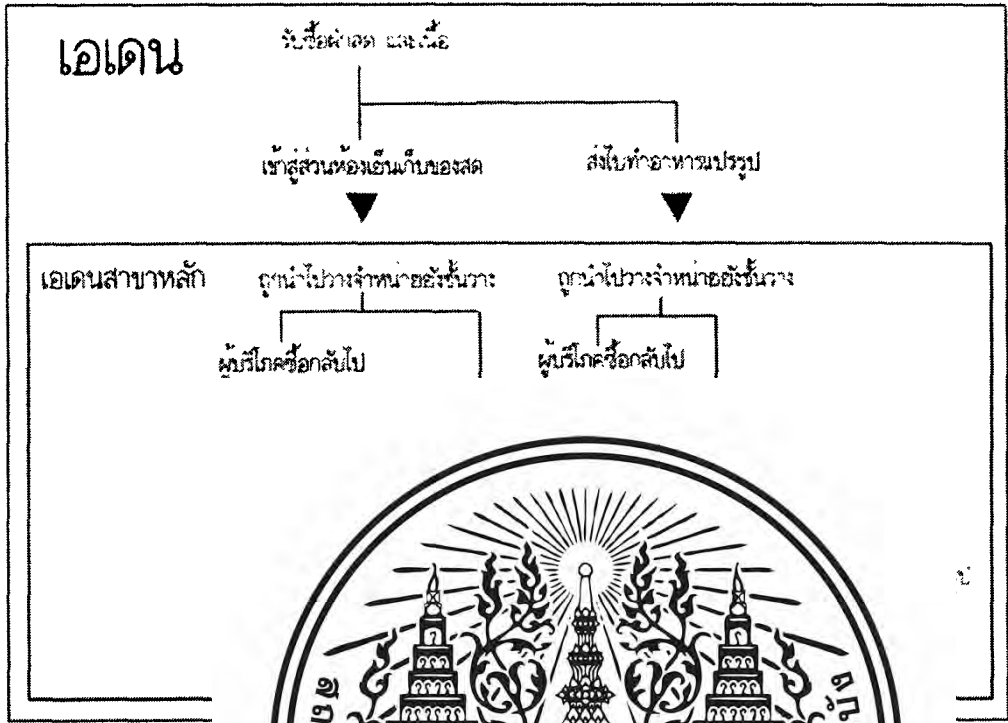 เอเดน
รับซื้อผักสด และเนื้อ
เข้าสู่ส่วนห้องเย็นเก็บของสด
ส่งไปทำอาหารแปรรูป
เอเดนสาขาหลัก
ถูกนำไปวางจำหน่ายยังชั้นวาง
ถูกนำไปวางจำหน่ายยังชั้นวาง
ผู้บริโภคซื้อกลับไป
ผู้บริโภคซื้อกลับไป